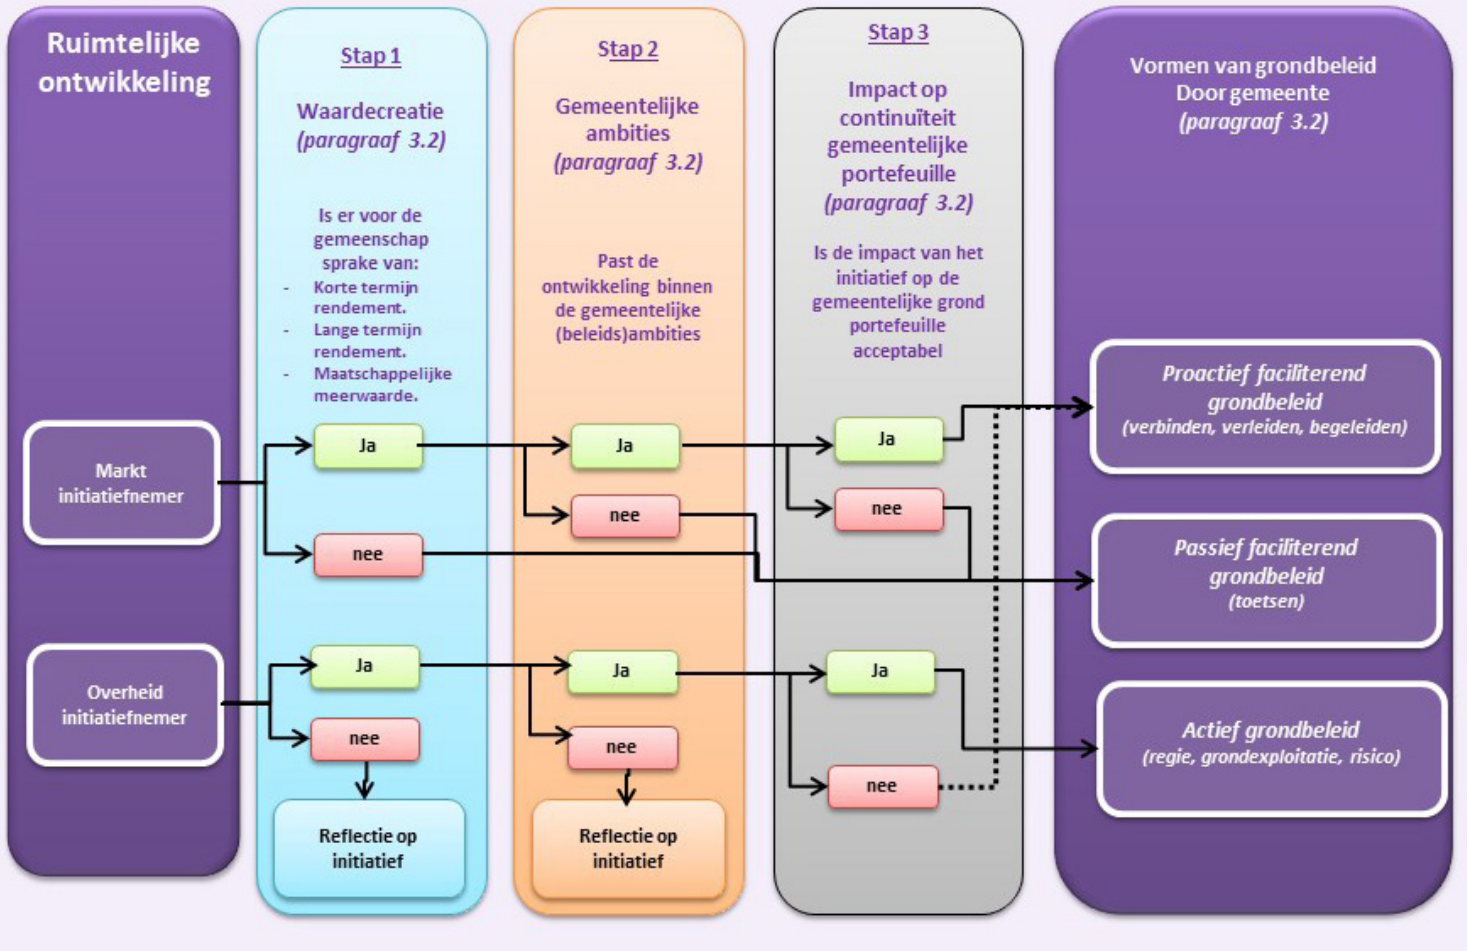 Ruimtelijke
ontwikkeling
Markt
initiatiefnemer
Overheid
initiatiefnemer
Stap 1
Waardecreatie
(paragraaf 3.2)
Is er voor de
gemeenschap
sprake van:
- Korte termijn
rendement.
- Lange termijn
rendement.
- Maatschappelijke
meerwaarde.
Ja
nee
Ja
nee
Reflectie op
initiatief
Stap 2
Gemeentelijke
ambities
(paragraaf 3.2)
Past de
ontwikkeling binnen
de gemeentelijke
(beleids)ambities
Ja
nee
Ja
nee
Reflectie op
initiatief
Stap 3
Impact op
continuïteit
gemeentelijke
portefeuille
(paragraaf 3.2)
Is de impact van het
initiatief op de
gemeentelijke grond
portefeuille
acceptabel
Ja
nee
Ja
nee
Vormen van grondbeleid
Door gemeente
(paragraaf 3.2)
Proactief faciliterend
grondbeleid
(verbinden, verleiden, begeleiden)
Passief faciliterend
grondbeleid
(toetsen)
Actief grondbeleid
(regie, grondexploitatie, risico)